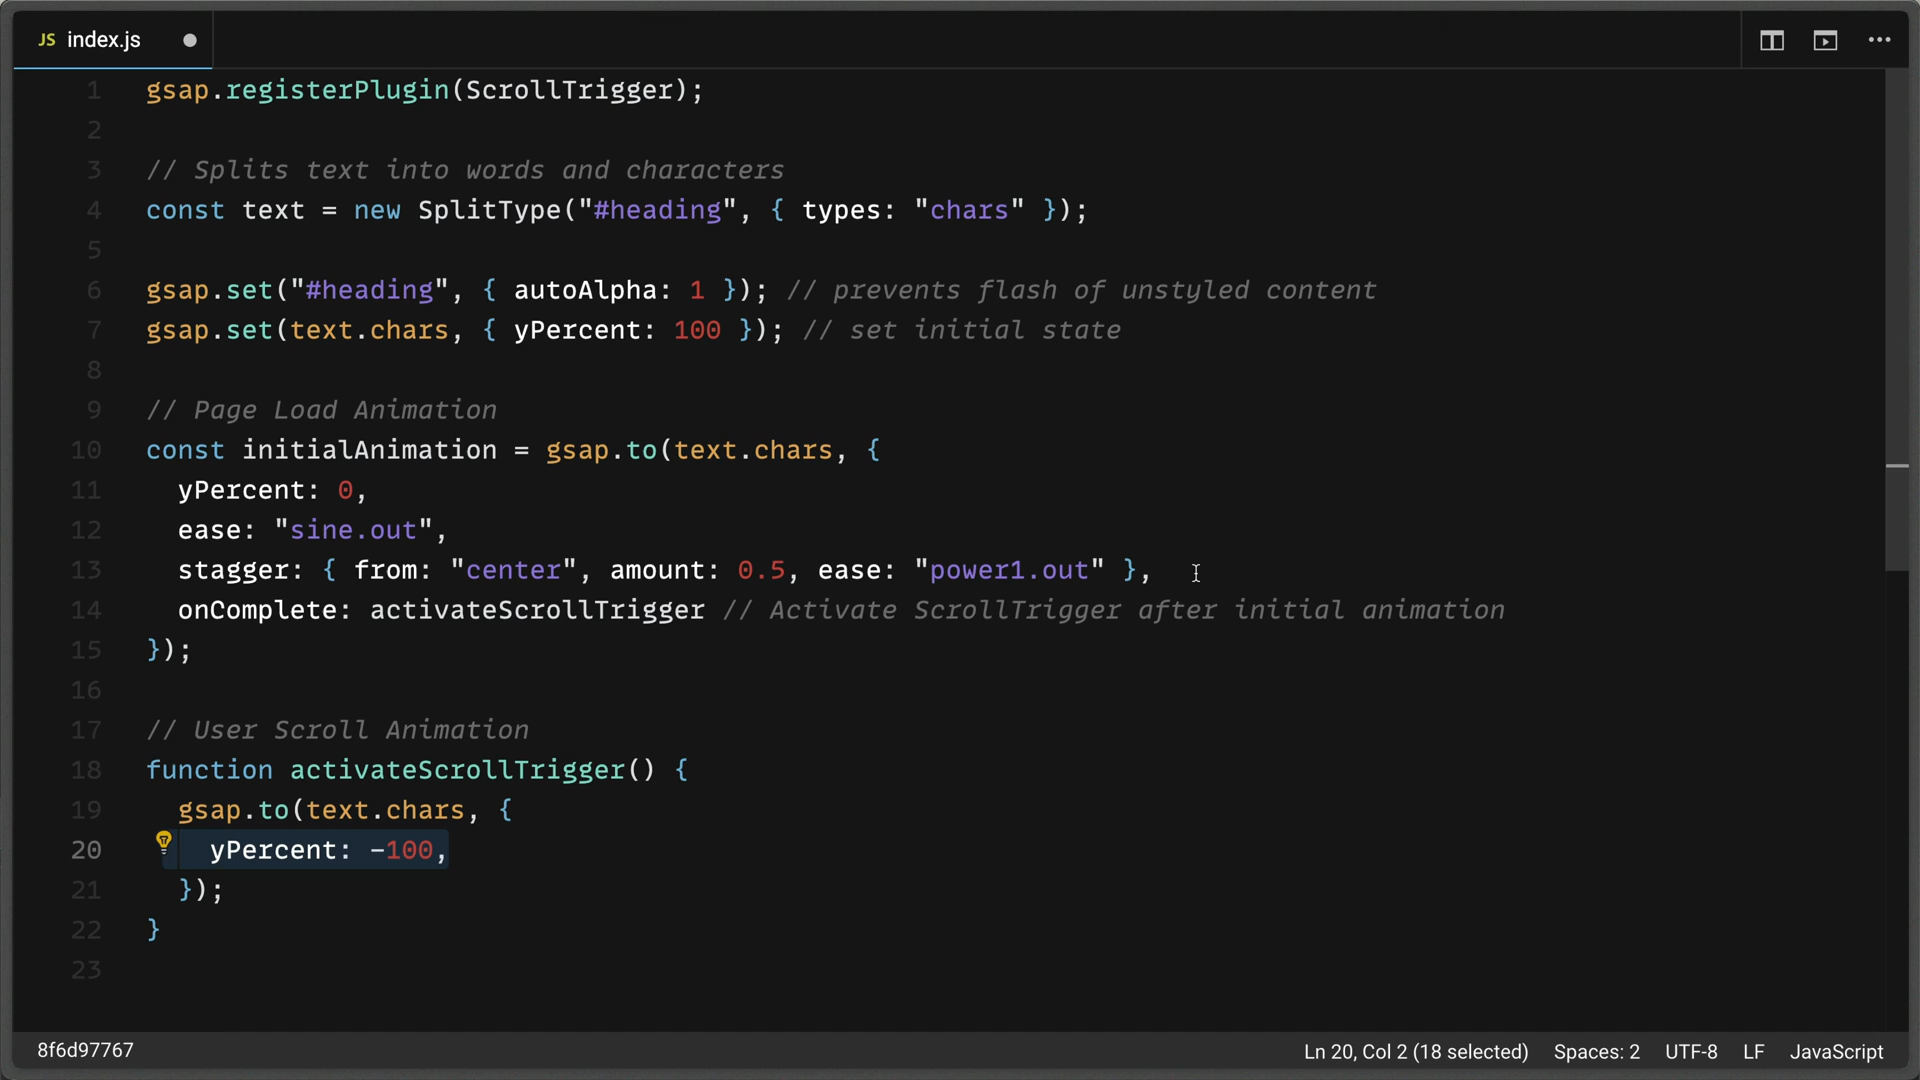 JS index.js
1 gsap.registerPlugin(ScrollTrigger);
2
3 // Splits text into words and characters
4 const text = new SplitType("#heading", { types: "chars" });
5
6 gsap.set("#heading", { autoAlpha: 1 }); // prevents flash of unstyled content
7 gsap.set(text.chars, { yPercent: 100 }); // set initial state
8
9 // Page Load Animation
10 const initialAnimation = gsap.to(text.chars, {
11   yPercent: 0,
12   ease: "sine.out",
13   stagger: { from: "center", amount: 0.5, ease: "power1.out" },
14   onComplete: activateScrollTrigger // Activate ScrollTrigger after initial animation
15 });
16
17 // User Scroll Animation
18 function activateScrollTrigger() {
19   gsap.to(text.chars, {
20     yPercent: -100,
21   });
22 }
23
8f6d97767 Ln 20, Col 2 (18 selected) Spaces: 2 UTF-8 LF JavaScript